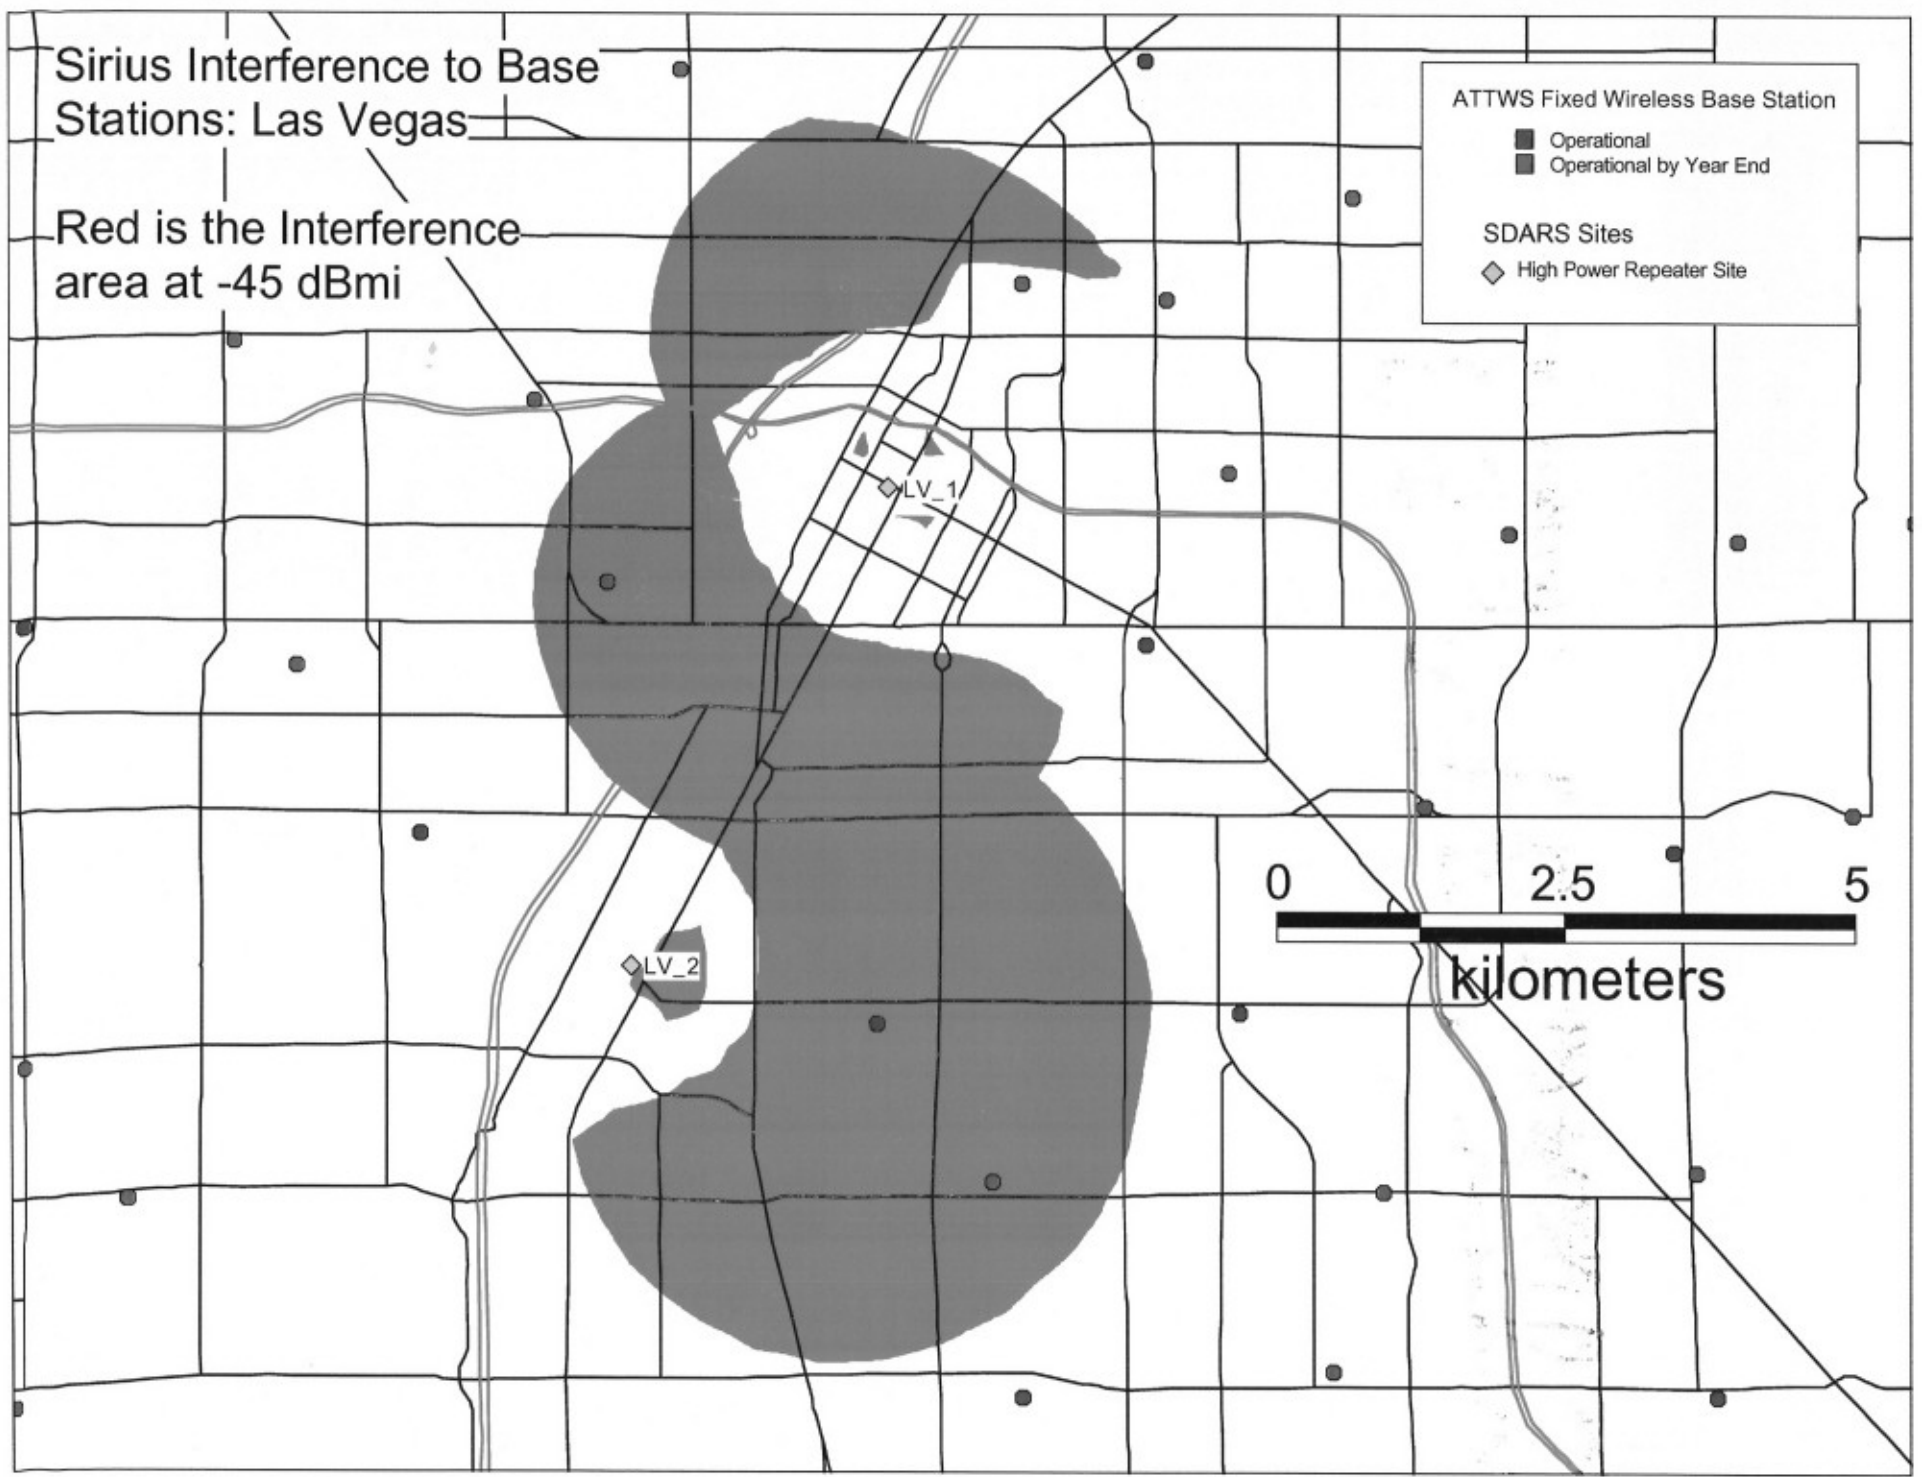 Sirius Interference to Base
Stations: Las Vegas
Red is the Interference
area at -45 dBmi
ATTWS Fixed Wireless Base Station
Operational
Operational by Year End
SDARS Sites
High Power Repeater Site
LV_1
LV_2
0 2.5 5
kilometers